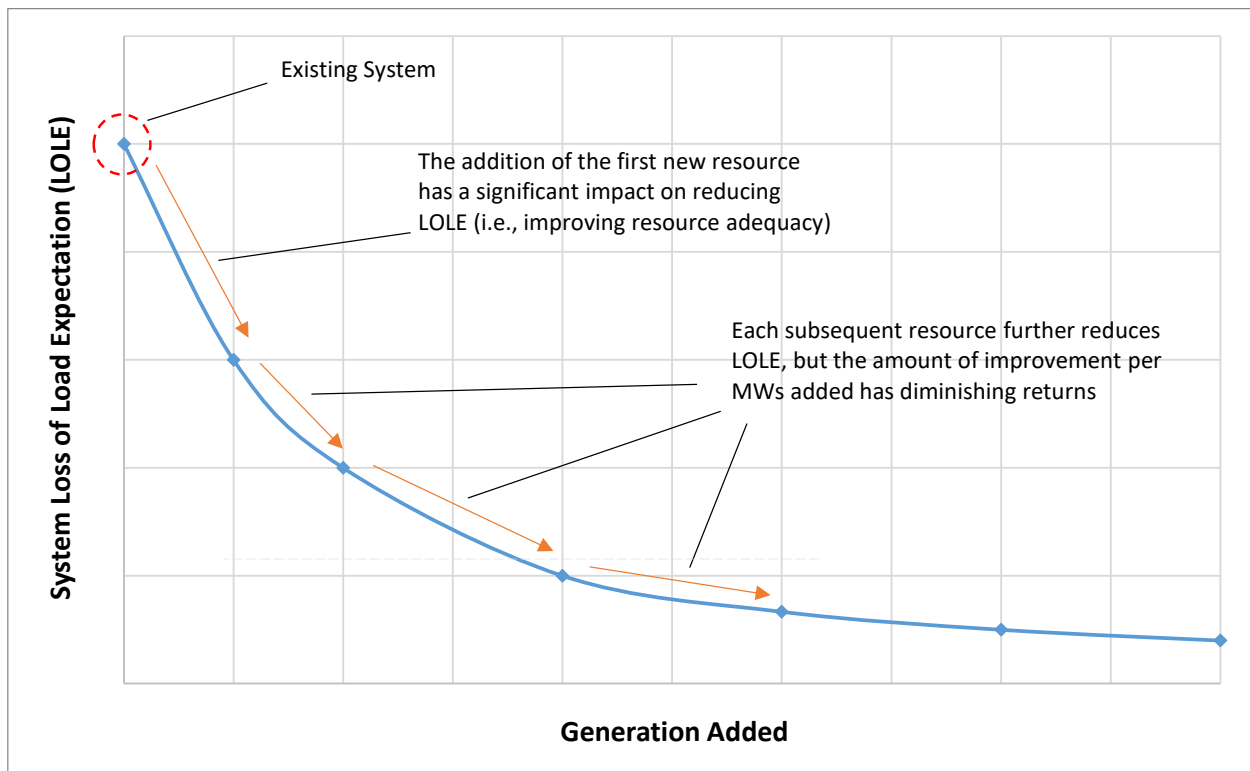 Existing System
The addition of the first new resource
has a significant impact on reducing
LOLE (i.e., improving resource adequacy)
Each subsequent resource further reduces
LOLE, but the amount of improvement per
MWs added has diminishing returns
System Loss of Load Expectation (LOLE)
Generation Added